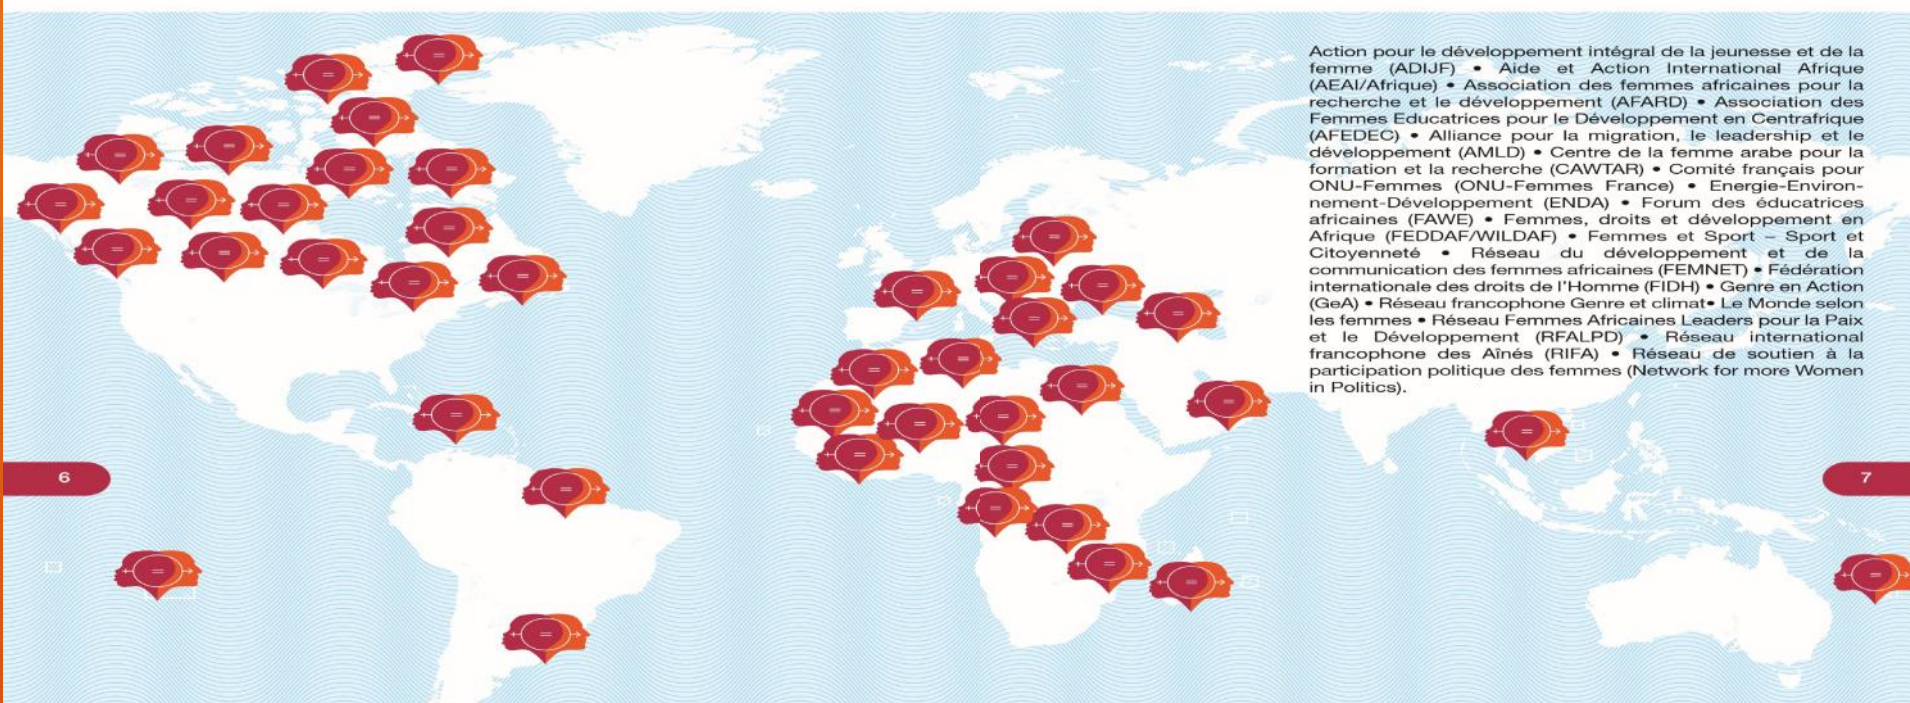 Action pour le développement intégral de la jeunesse et de la
femme (ADIJF) • Aide et Action International Afrique
(AEAI/Afrique) • Association des femmes africaines pour la
recherche et le développement (AFARD) • Association des
Femmes Educatrices pour le Développement en Centrafrique
(AFEDEC) • Alliance pour la migration, le leadership et le
développement (AMLD) • Centre de la femme arabe pour la
formation et la recherche (CAWTAR) • Comité français pour
ONU-Femmes (ONU-Femmes France) • Energie-Environ-
nement-Développement (ENDA) • Forum des éducatrices
africaines (FAWE) • Femmes, droits et développement en
Afrique (FEDDAF/WILDAF) • Femmes et Sport – Sport et
Citoyenneté • Réseau du développement et de la
communication des femmes africaines (FEMNET) • Fédération
internationale des droits de l'Homme (FIDH) • Genre en Action
(GeA) • Réseau francophone Genre et climat• Le Monde selon
les femmes • Réseau Femmes Africaines Leaders pour la Paix
et le Développement (RFALPD) • Réseau international
francophone des Aînés (RIFA) • Réseau de soutien à la
participation politique des femmes (Network for more Women
in Politics).
6
7